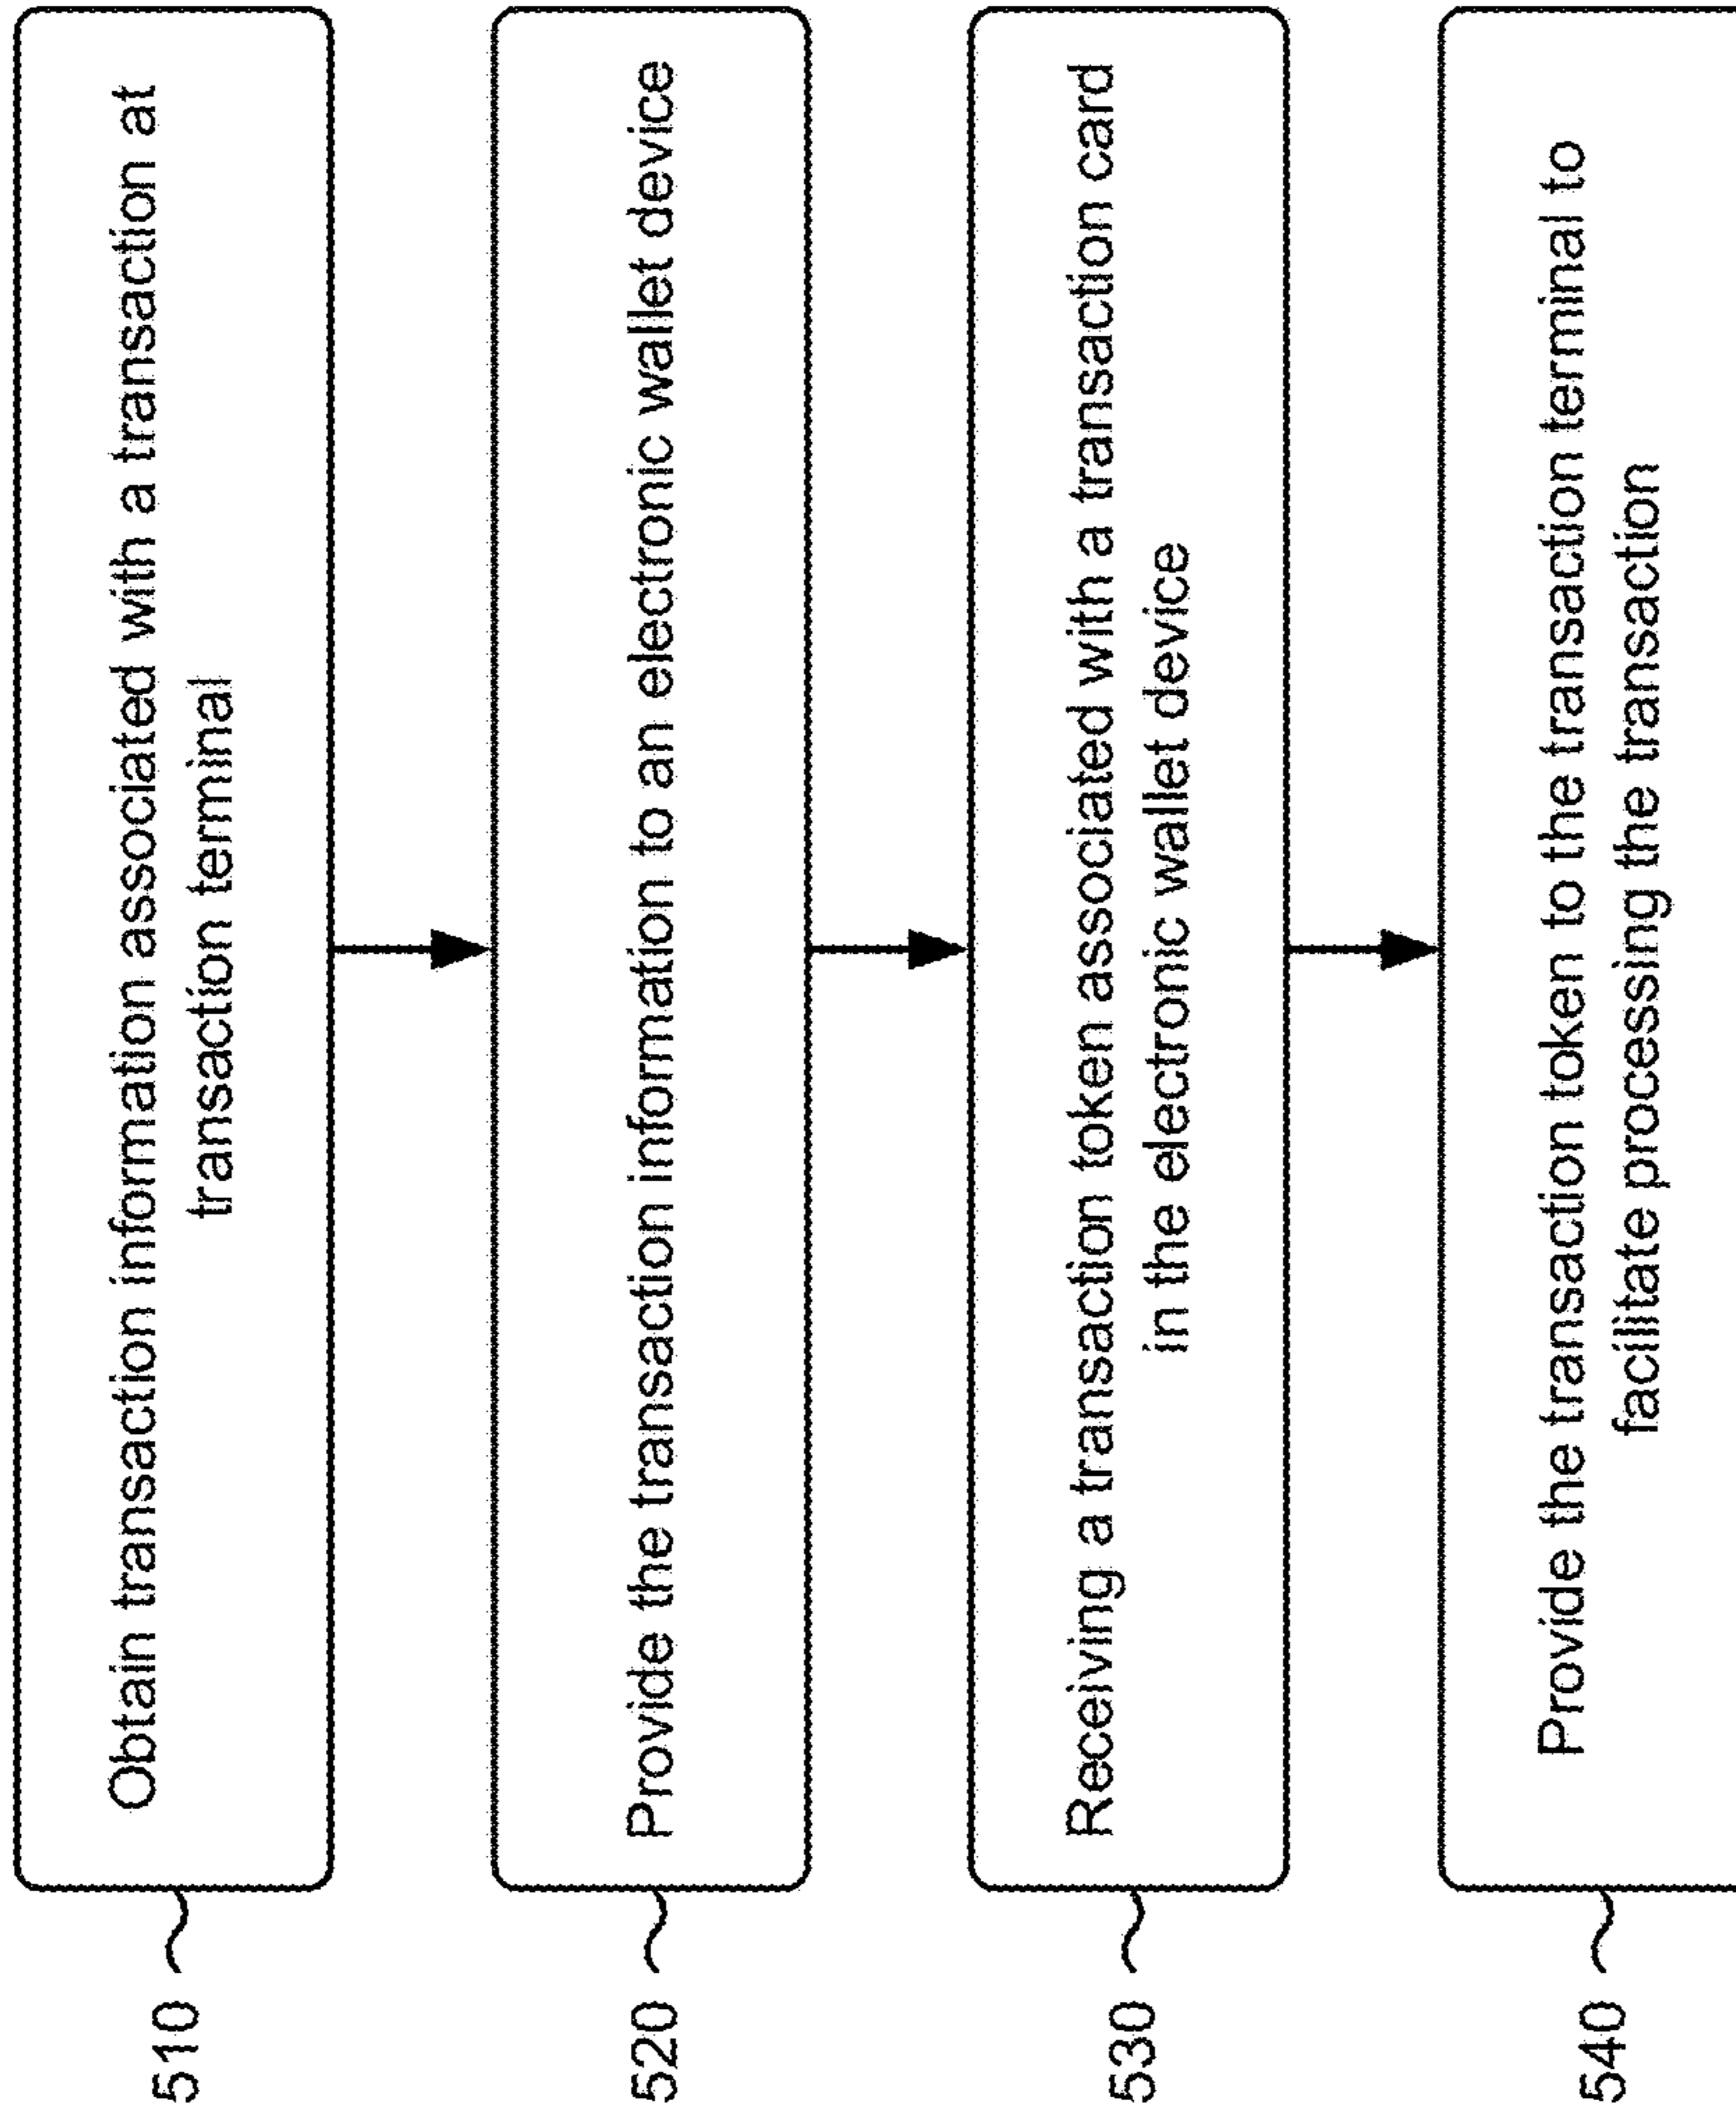 510
Obtain transaction information associated with a transaction at
transaction terminal
520
Provide the transaction information to an electronic wallet device
530
Receiving a transaction token associated with a transaction card
in the electronic wallet device
540
Provide the transaction token to the transaction terminal to
facilitate processing the transaction